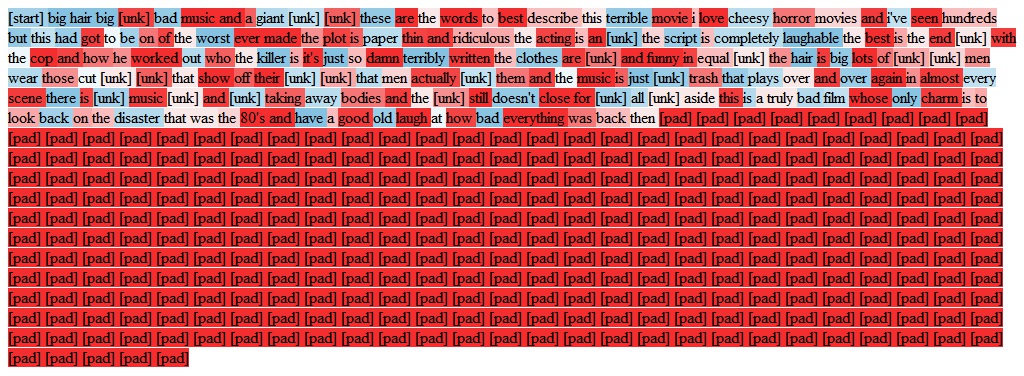 [start] big hair big [unk] bad music and a giant [unk] [unk] these are the words to best describe this terrible movie i love cheesy horror movies and i've seen hundreds
but this had got to be on of the worst ever made the plot is paper thin and ridiculous the acting is an [unk] the script is completely laughable the best is the end [unk] with
the cop and how he worked out who the killer is it's just so damn terribly written the clothes are [unk] and funny in equal [unk] the hair is big lots of [unk] [unk] men
wear those cut [unk] [unk] that show off their [unk] [unk] that men actually [unk] them and the music is just [unk] trash that plays over and over again in almost every
scene there is [unk] music [unk] and [unk] taking away bodies and the [unk] still doesn't close for [unk] all [unk] aside this is a truly bad film whose only charm is to
look back on the disaster that was the 80's and have a good old laugh at how bad everything was back then [pad] [pad] [pad] [pad] [pad] [pad] [pad] [pad] [pad]
[pad] [pad] [pad] [pad] [pad] [pad] [pad] [pad] [pad] [pad] [pad] [pad] [pad] [pad] [pad] [pad] [pad] [pad] [pad] [pad] [pad] [pad] [pad] [pad] [pad] [pad] [pad]
[pad] [pad] [pad] [pad] [pad] [pad] [pad] [pad] [pad] [pad] [pad] [pad] [pad] [pad] [pad] [pad] [pad] [pad] [pad] [pad] [pad] [pad] [pad] [pad] [pad] [pad] [pad]
[pad] [pad] [pad] [pad] [pad] [pad] [pad] [pad] [pad] [pad] [pad] [pad] [pad] [pad] [pad] [pad] [pad] [pad] [pad] [pad] [pad] [pad] [pad] [pad] [pad] [pad] [pad]
[pad] [pad] [pad] [pad] [pad] [pad] [pad] [pad] [pad] [pad] [pad] [pad] [pad] [pad] [pad] [pad] [pad] [pad] [pad] [pad] [pad] [pad] [pad] [pad] [pad] [pad] [pad]
[pad] [pad] [pad] [pad] [pad] [pad] [pad] [pad] [pad] [pad] [pad] [pad] [pad] [pad] [pad] [pad] [pad] [pad] [pad] [pad] [pad] [pad] [pad] [pad] [pad] [pad] [pad]
[pad] [pad] [pad] [pad] [pad] [pad] [pad] [pad] [pad] [pad] [pad] [pad] [pad] [pad] [pad] [pad] [pad] [pad] [pad] [pad] [pad] [pad] [pad] [pad] [pad] [pad] [pad]
[pad] [pad] [pad] [pad] [pad] [pad] [pad] [pad] [pad] [pad] [pad] [pad] [pad] [pad] [pad] [pad] [pad] [pad] [pad] [pad] [pad] [pad] [pad] [pad] [pad] [pad] [pad]
[pad] [pad] [pad] [pad] [pad] [pad] [pad] [pad] [pad] [pad] [pad] [pad] [pad] [pad] [pad] [pad] [pad] [pad] [pad] [pad] [pad] [pad] [pad] [pad] [pad] [pad] [pad]
[pad] [pad] [pad] [pad] [pad] [pad] [pad] [pad] [pad] [pad] [pad] [pad] [pad] [pad] [pad] [pad] [pad] [pad] [pad] [pad] [pad] [pad] [pad] [pad] [pad] [pad] [pad]
[pad] [pad] [pad] [pad] [pad] [pad] [pad] [pad] [pad] [pad] [pad] [pad] [pad] [pad] [pad] [pad] [pad] [pad] [pad] [pad] [pad] [pad] [pad] [pad] [pad] [pad] [pad]
[pad] [pad] [pad] [pad] [pad] [pad] [pad] [pad] [pad] [pad] [pad] [pad] [pad] [pad] [pad] [pad] [pad] [pad] [pad] [pad] [pad] [pad] [pad] [pad] [pad] [pad] [pad]
[pad] [pad] [pad] [pad] [pad]